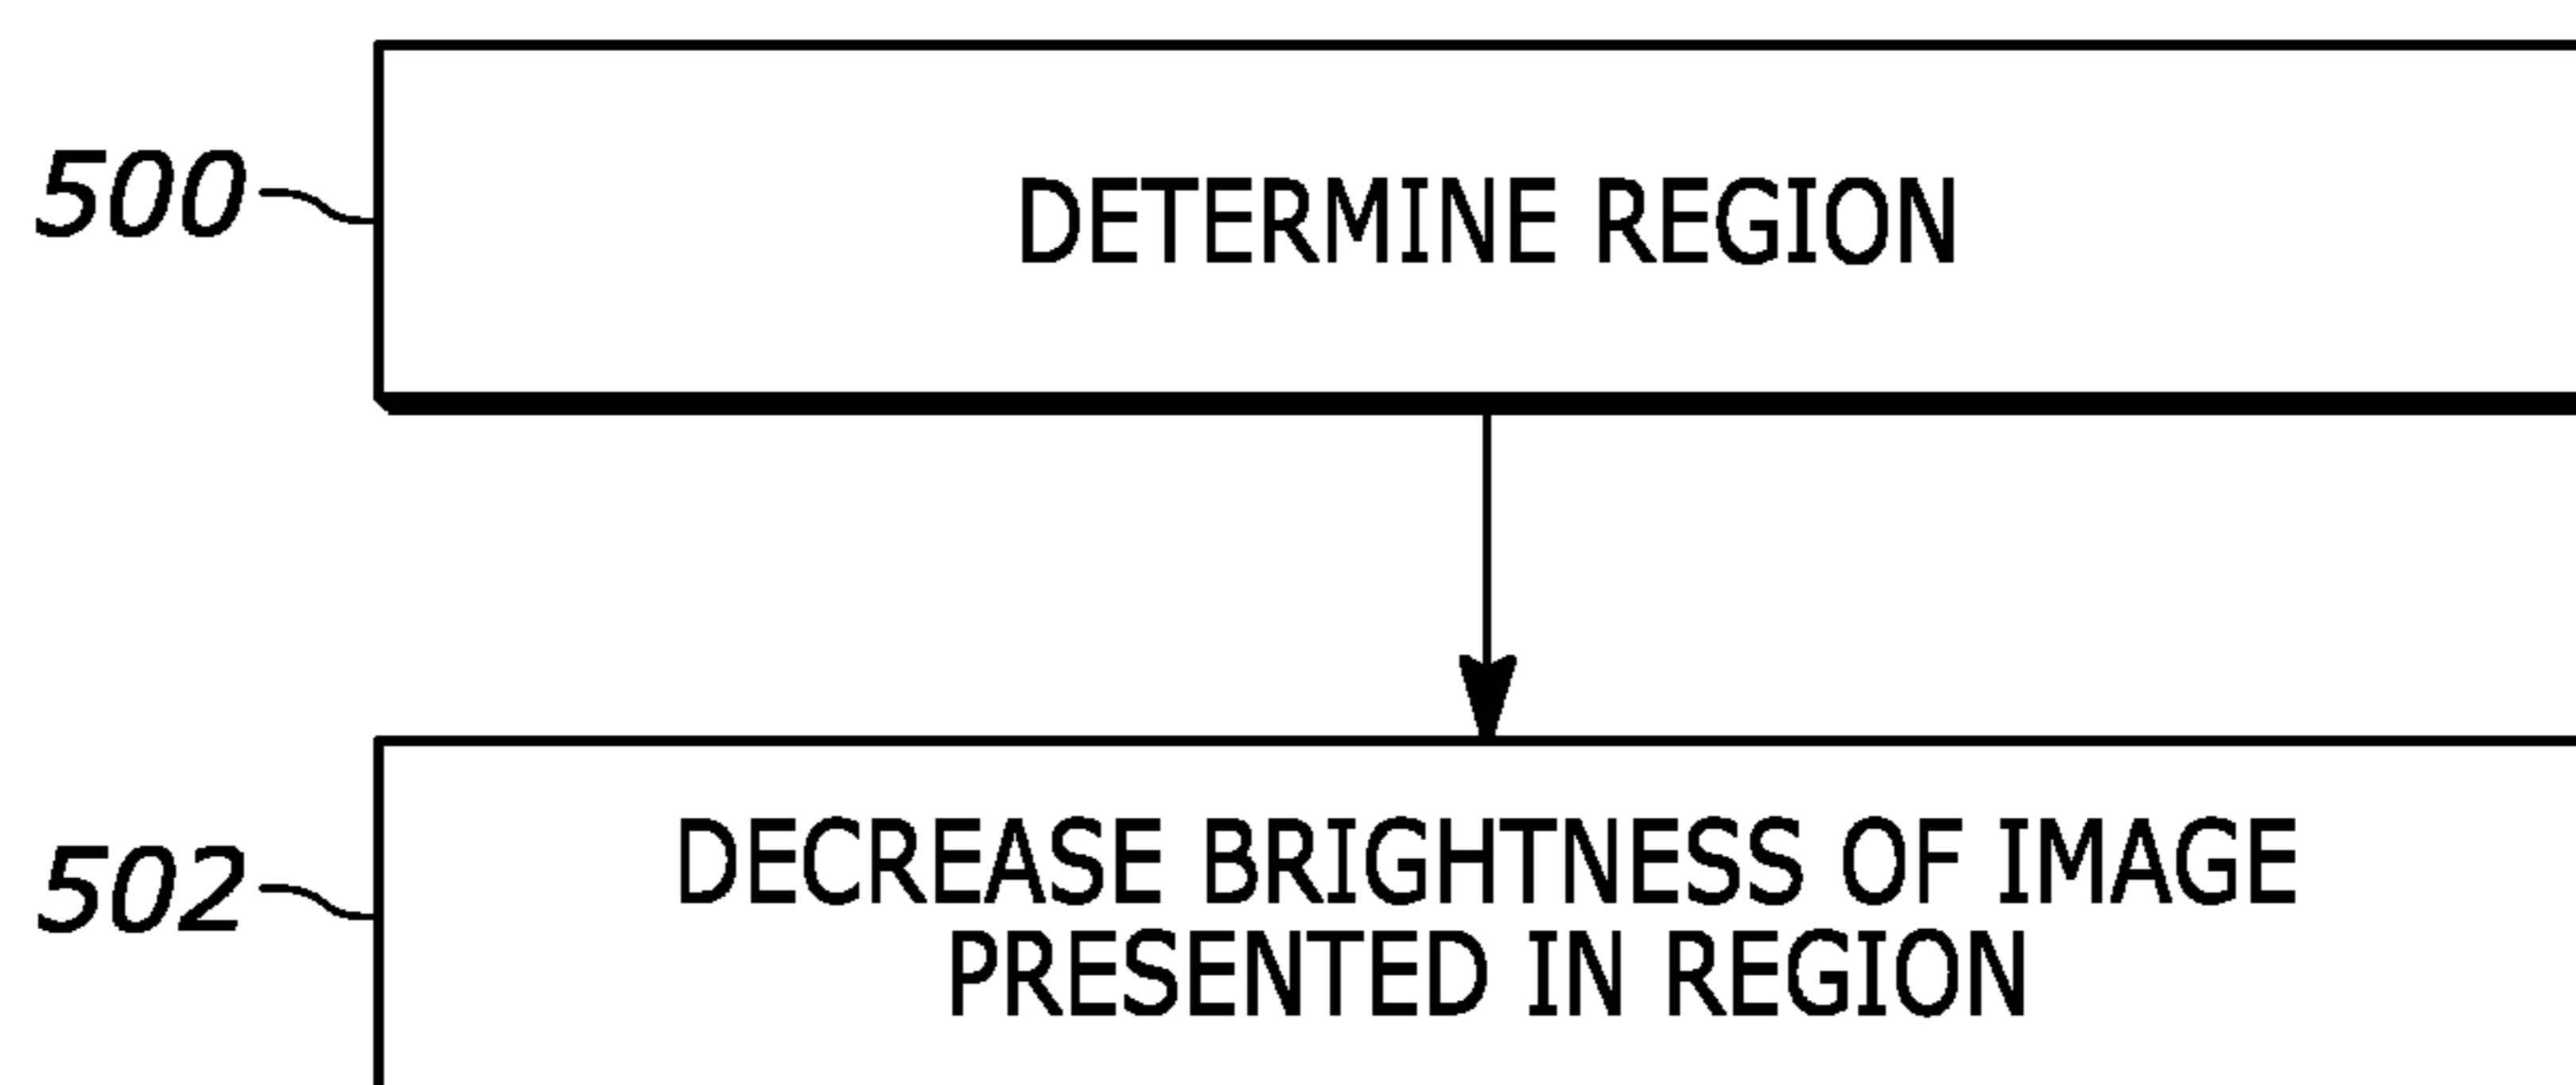 500
DETERMINE REGION
502
DECREASE BRIGHTNESS OF IMAGE
PRESENTED IN REGION